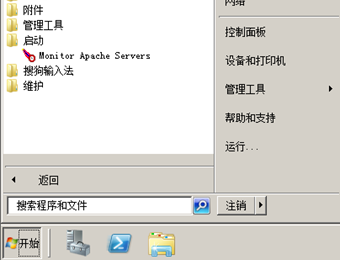 网络
附件
管理工具
启动
Monitor Apache Servers
搜狗输入法
维护
控制面板
设备和打印机
管理工具
帮助和支持
运行...
返回
搜索程序和文件
注销
开始